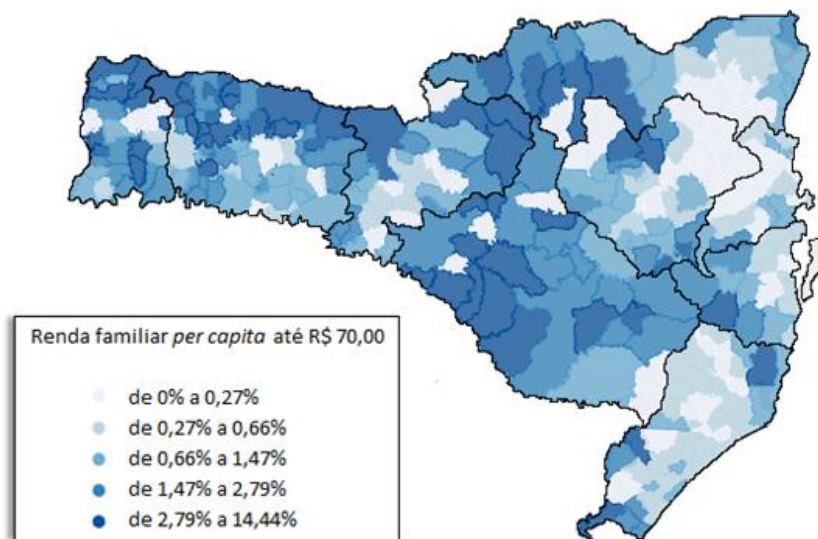 Renda familiar per capita até R$ 70,00
de 0% a 0,27%
de 0,27% a 0,66%
de 0,66% a 1,47%
de 1,47% a 2,79%
de 2,79% a 14,44%